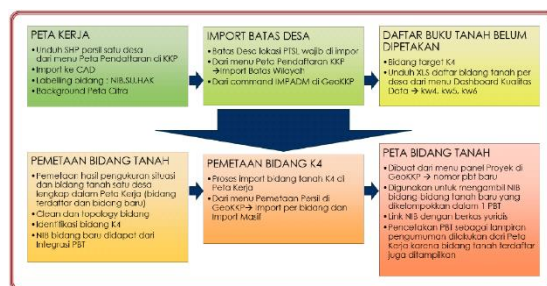 PETA KERJA
•Unduh SHP persil satu desa
dari menu Peta Pendaftaran di KKP
•Import ke CAD
•Labelling bidang : NIB,SU,HAK
•Background Peta Citra
IMPORT BATAS DESA
•Batas Desa lokasi PTSL wajib di impor
•Dari menu Peta Pendaftaran KKP
→Import Batas Wilayah
•Dari command IMPADM di GeoKKP
DAFTAR BUKU TANAH BELUM
DIPETAKAN
•Bidang target K4
•Unduh XLS daftar bidang tanah per
desa dari menu Dashboard Kualitas
Data → kw4, kw5, kw6
PEMETAAN BIDANG TANAH
•Pemetaan hasil pengukuran situasi
dan bidang tanah satu desa
lengkap dalam Peta Kerja (bidang
terdaftar dan bidang baru)
•Clean dan topology bidang
•Identifikasi bidang K4
•NIB bidang baru didapat dari
Integrasi PBT
PEMETAAN BIDANG K4
•Proses import bidang tanah K4 di
Peta Kerja
•Dari menu Pemetaan Persil di
GeoKKP→ Import per bidang dan
Import Masif
PETA BIDANG TANAH
•Dibuat dari menu panel Proyek di
GeoKKP → nomor pbt baru
•Digunakan untuk mengambil NIB
bidang bidang tanah baru yang
dikelompokkan dalam 1 PBT
•Link NIB dengan berkas yuridis
•Pencetakan PBT sebagai lampiran
pengumuman dilakukan dari Peta
Kerja karena bidang tanah terdaftar
juga ditampilkan